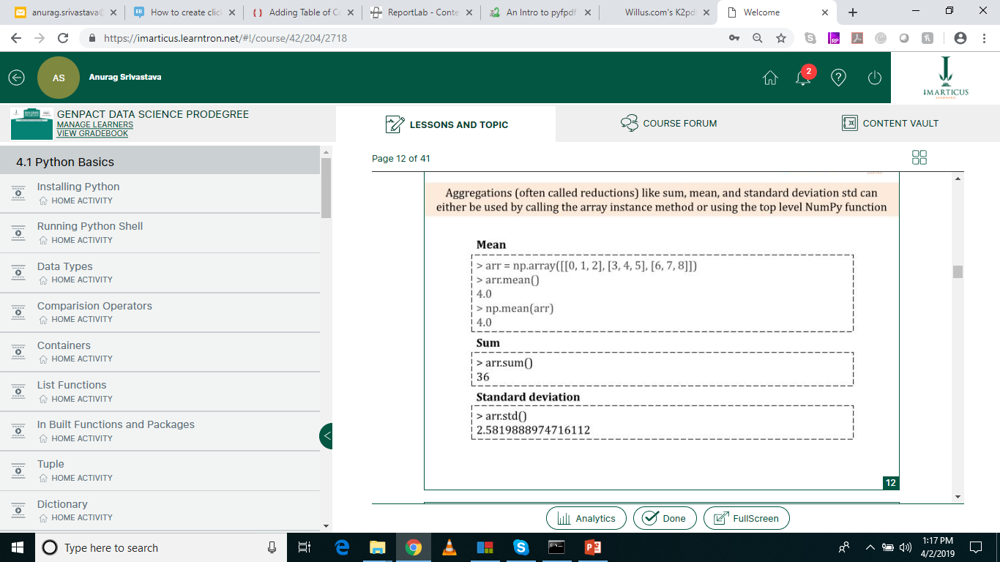 anurag.srivastava@
How to create click
Adding Table of Co
ReportLab - Conte
An Intro to pyfpdf
Willus.com's K2pd
Welcome
https://imarticus.learntron.net/#!/course/42/204/2718
AS
Anurag Srivastava
2
IMARTICUS
LEARNING
GENPACT DATA SCIENCE PRODEGREE
MANAGE LEARNERS
VIEW GRADEBOOK
LESSONS AND TOPIC
COURSE FORUM
CONTENT VAULT
4.1 Python Basics
Installing Python
HOME ACTIVITY
Running Python Shell
HOME ACTIVITY
Data Types
HOME ACTIVITY
Comparision Operators
HOME ACTIVITY
Containers
HOME ACTIVITY
List Functions
HOME ACTIVITY
In Built Functions and Packages
HOME ACTIVITY
Tuple
HOME ACTIVITY
Dictionary
HOME ACTIVITY
Page 12 of 41
Aggregations (often called reductions) like sum, mean, and standard deviation std can
either be used by calling the array instance method or using the top level NumPy function
Mean
> arr = np.array([[0, 1, 2], [3, 4, 5], [6, 7, 8]])
> arr.mean()
4.0
> np.mean(arr)
4.0
Sum
> arr.sum()
36
Standard deviation
> arr.std()
2.5819888974716112
12
Analytics
Done
FullScreen
Type here to search
1:17 PM
4/2/2019